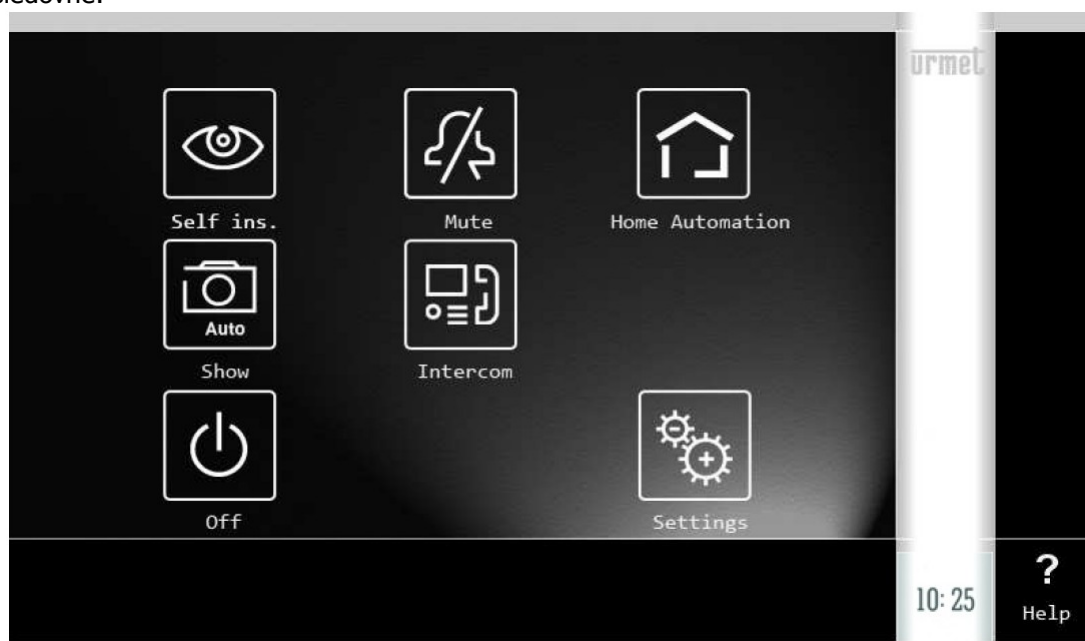 urmet
Self ins.
Mute
Home Automation
Auto
Show
Intercom
Off
Settings
10:25
?
Help